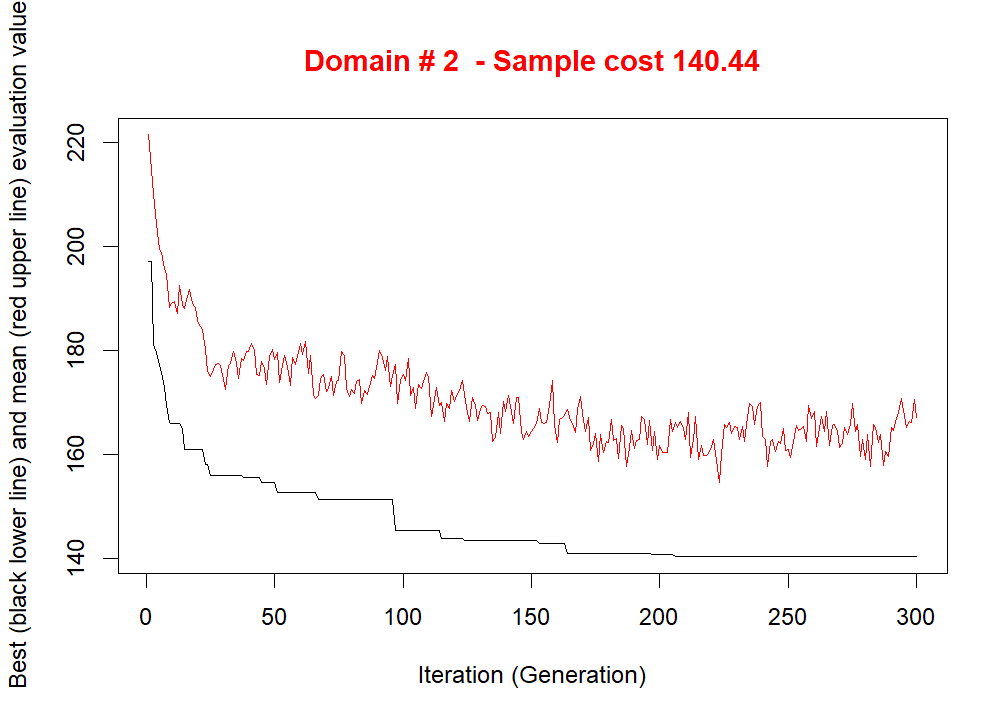 Domain # 2  - Sample cost 140.44
Best (black lower line) and mean (red upper line) evaluation value
220
200
180
160
140
0 50 100 150 200 250 300
Iteration (Generation)